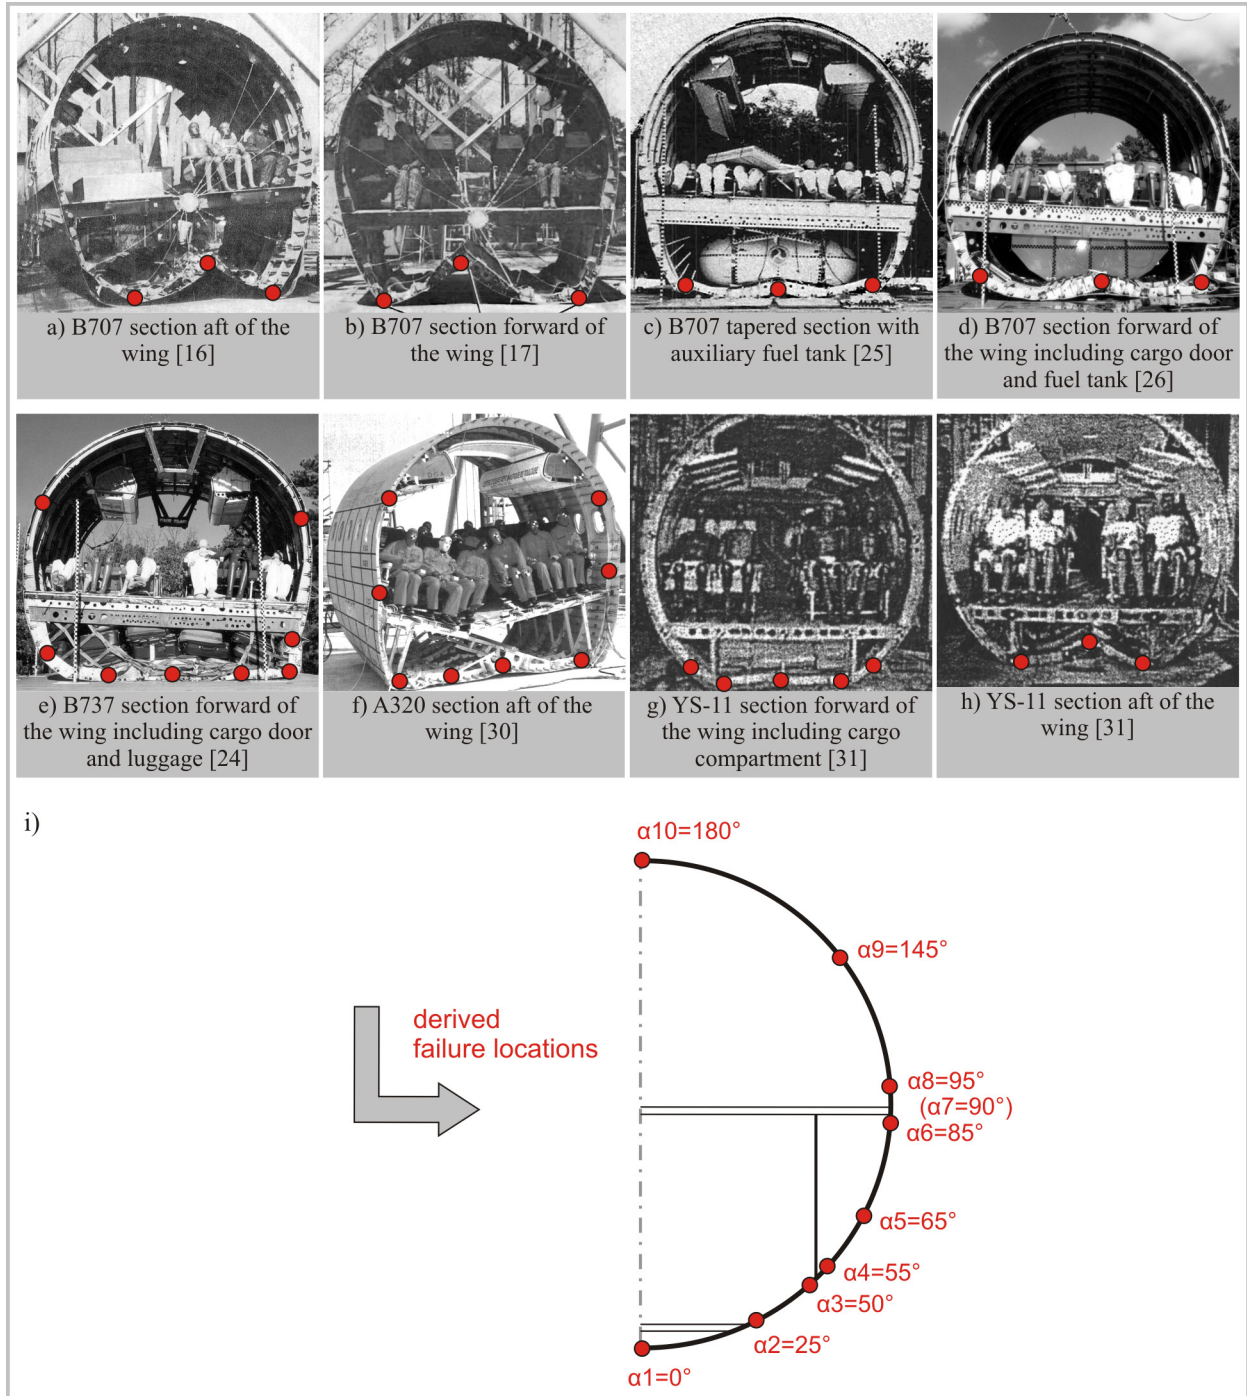 a) B707 section aft of the
wing [16]
b) B707 section forward of
the wing [17]
c) B707 tapered section with
auxiliary fuel tank [25]
d) B707 section forward of
the wing including cargo door
and fuel tank [26]
e) B737 section forward of
the wing including cargo door
and luggage [24]
f) A320 section aft of the
wing [30]
g) YS-11 section forward of
the wing including cargo
compartment [31]
h) YS-11 section aft of the
wing [31]
i)
α10=180°
α9=145°
derived
failure locations
α8=95°
(α7=90°)
α6=85°
α5=65°
α4=55°
α3=50°
α2=25°
α1=0°